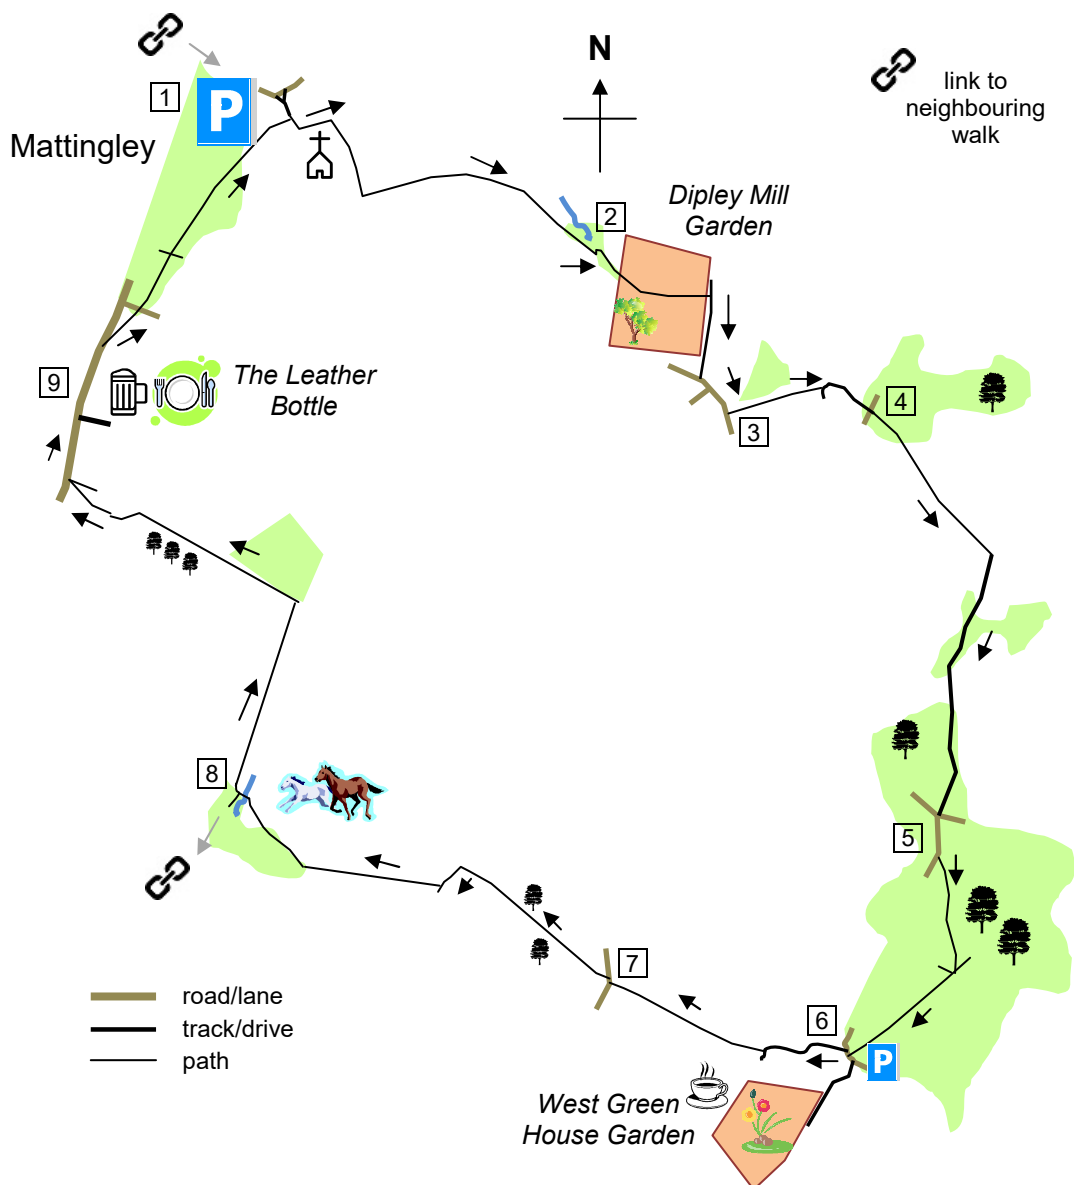 N
link to
neighbouring
walk
1
P
Mattingley
2
Dipley Mill
Garden
9
The Leather
Bottle
3
4
8
5
7
6
P
road/lane
track/drive
path
West Green
House Garden